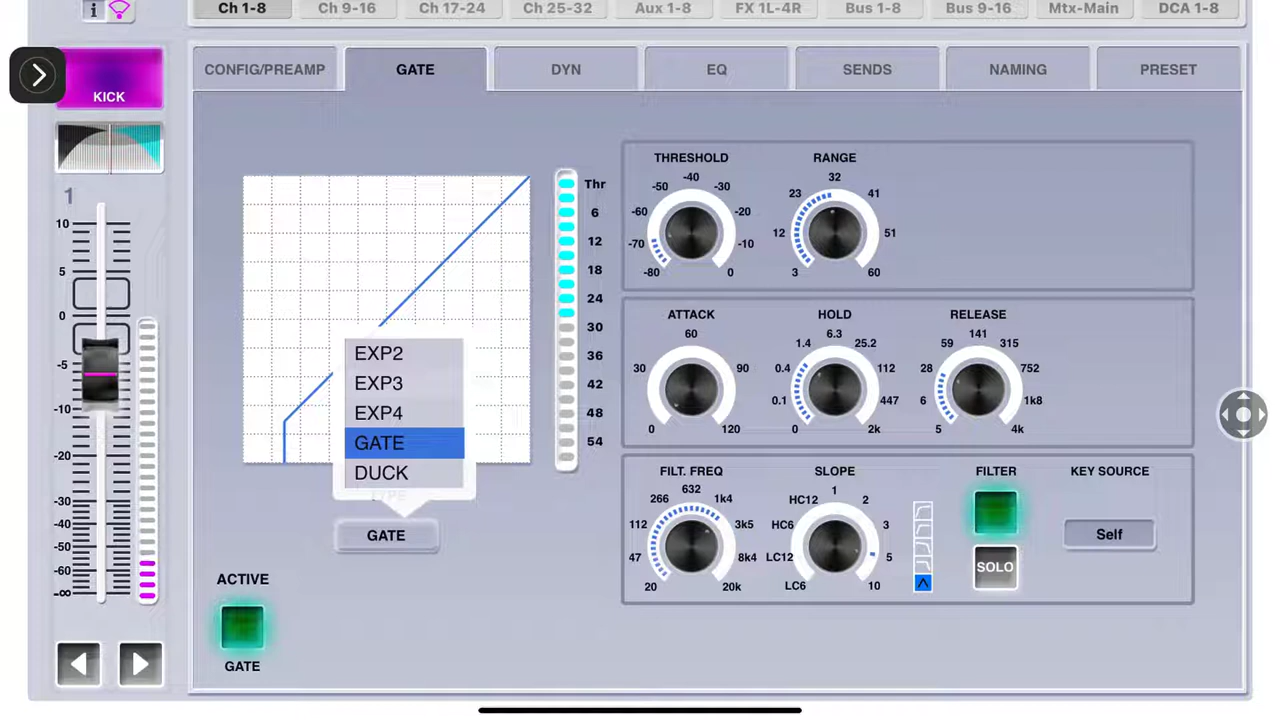 i
Ch 1-8 Ch 9-16 Ch 17-24 Ch 25-32 Aux 1-8 FX 1L-4R Bus 1-8 Bus 9-16 Mtx-Main DCA 1-8
KICK
CONFIG/PREAMP GATE DYN EQ SENDS NAMING PRESET
1
10
5
0
-5
-10
-20
-30
-40
-50
-60
-oo
Thr
6
12
18
24
30
36
42
48
54
EXP2
EXP3
EXP4
GATE
DUCK
TYPE
GATE
ACTIVE
GATE
THRESHOLD
-80 -70 -60 -50 -40 -30 -20 -10 0
RANGE
3 12 23 32 41 51 60
ATTACK
0 30 60 90 120
HOLD
0 0.1 0.4 1.4 6.3 25.2 112 447 2k
RELEASE
5 6 28 59 141 315 752 1k8 4k
FILT. FREQ
20 47 112 266 632 1k4 3k5 8k4 20k
SLOPE
LC6 LC12 HC6 HC12 1 2 3 5 10
FILTER
SOLO
KEY SOURCE
Self